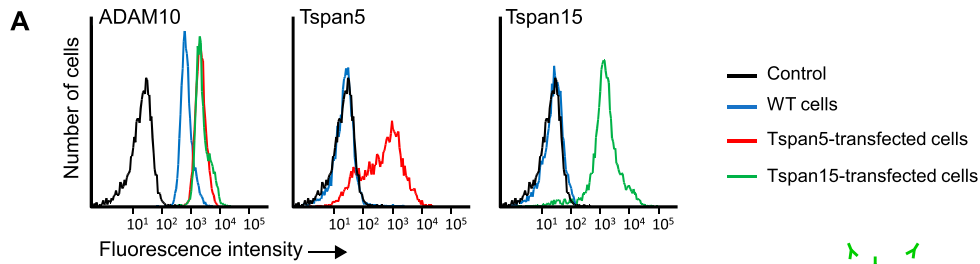 A
ADAM10
Tspan5
Tspan15
Number of cells
10¹ 10² 10³ 10⁴ 10⁵
10¹ 10² 10³ 10⁴ 10⁵
10¹ 10² 10³ 10⁴ 10⁵
Fluorescence intensity
Control
WT cells
Tspan5-transfected cells
Tspan15-transfected cells